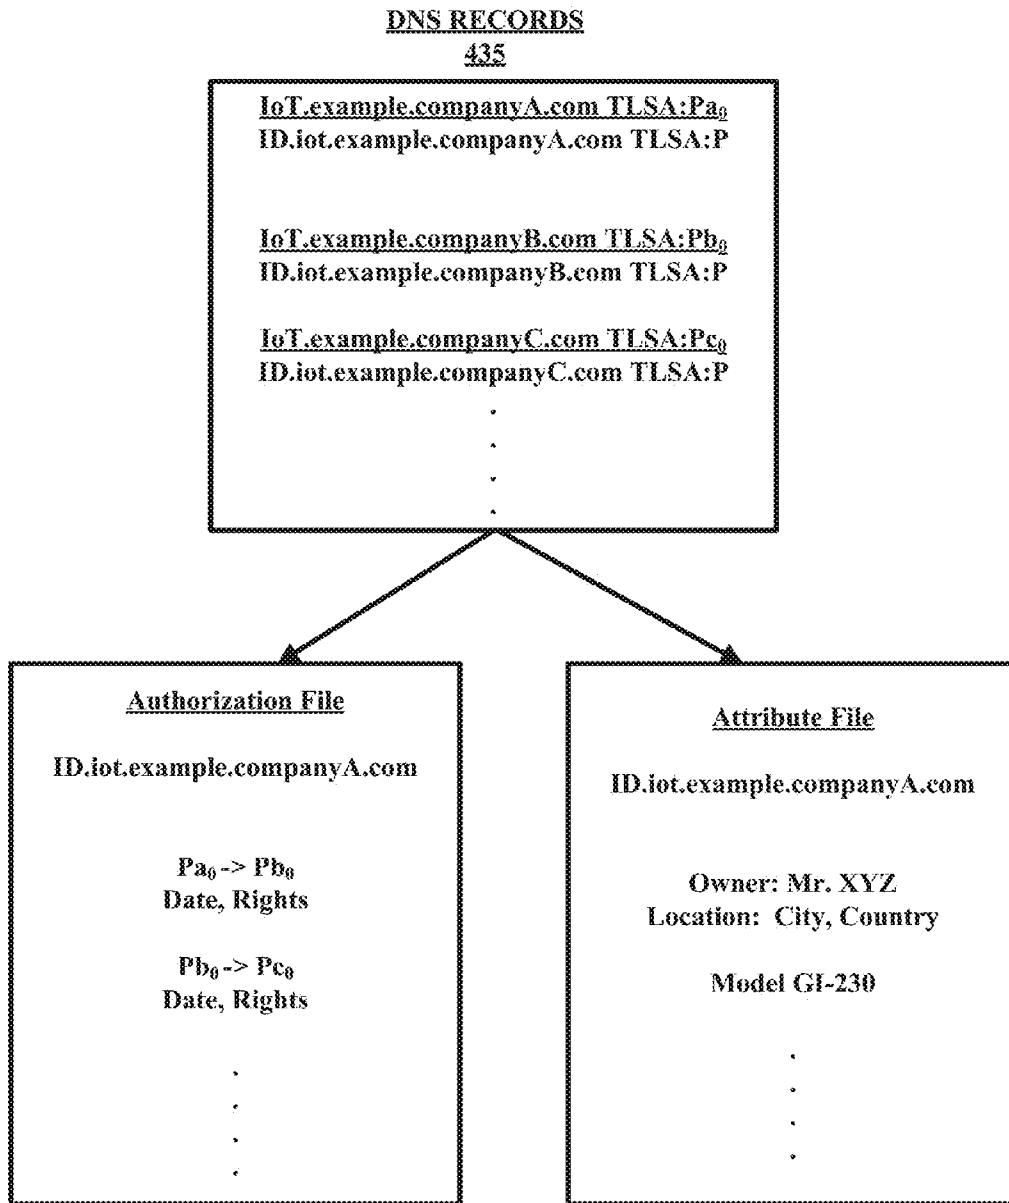 DNS RECORDS
435
IoT.example.companyA.com TLSA:Pa₀
ID.iot.example.companyA.com TLSA:P
IoT.example.companyB.com TLSA:Pb₀
ID.iot.example.companyB.com TLSA:P
IoT.example.companyC.com TLSA:Pc₀
ID.iot.example.companyC.com TLSA:P
Authorization File
ID.iot.example.companyA.com
Pa₀ -> Pb₀
Date, Rights
Pb₀ -> Pc₀
Date, Rights
Attribute File
ID.iot.example.companyA.com
Owner: Mr. XYZ
Location: City, Country
Model GI-230